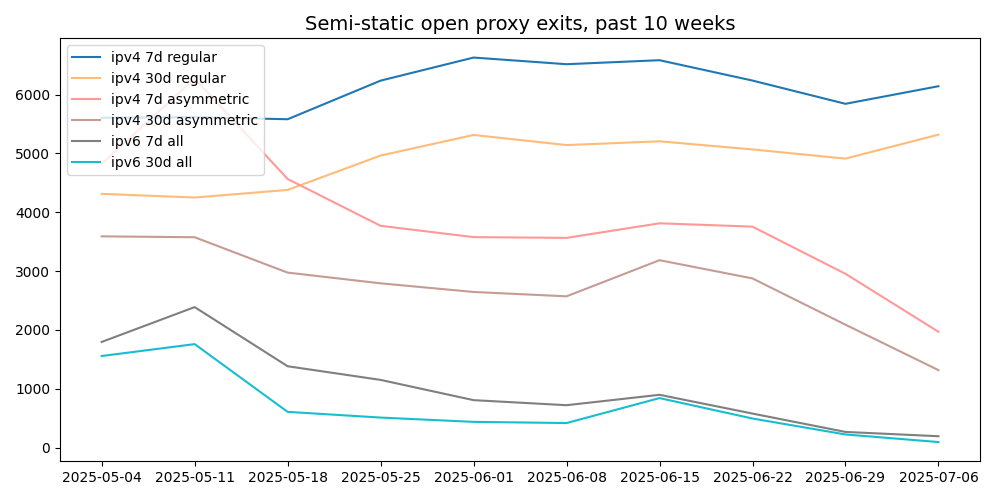 Semi-static open proxy exits, past 10 weeks
ipv4 7d regular
ipv4 30d regular
ipv4 7d asymmetric
ipv4 30d asymmetric
ipv6 7d all
ipv6 30d all
6000
5000
4000
3000
2000
1000
0
2025-05-04 2025-05-11 2025-05-18 2025-05-25 2025-06-01 2025-06-08 2025-06-15 2025-06-22 2025-06-29 2025-07-06